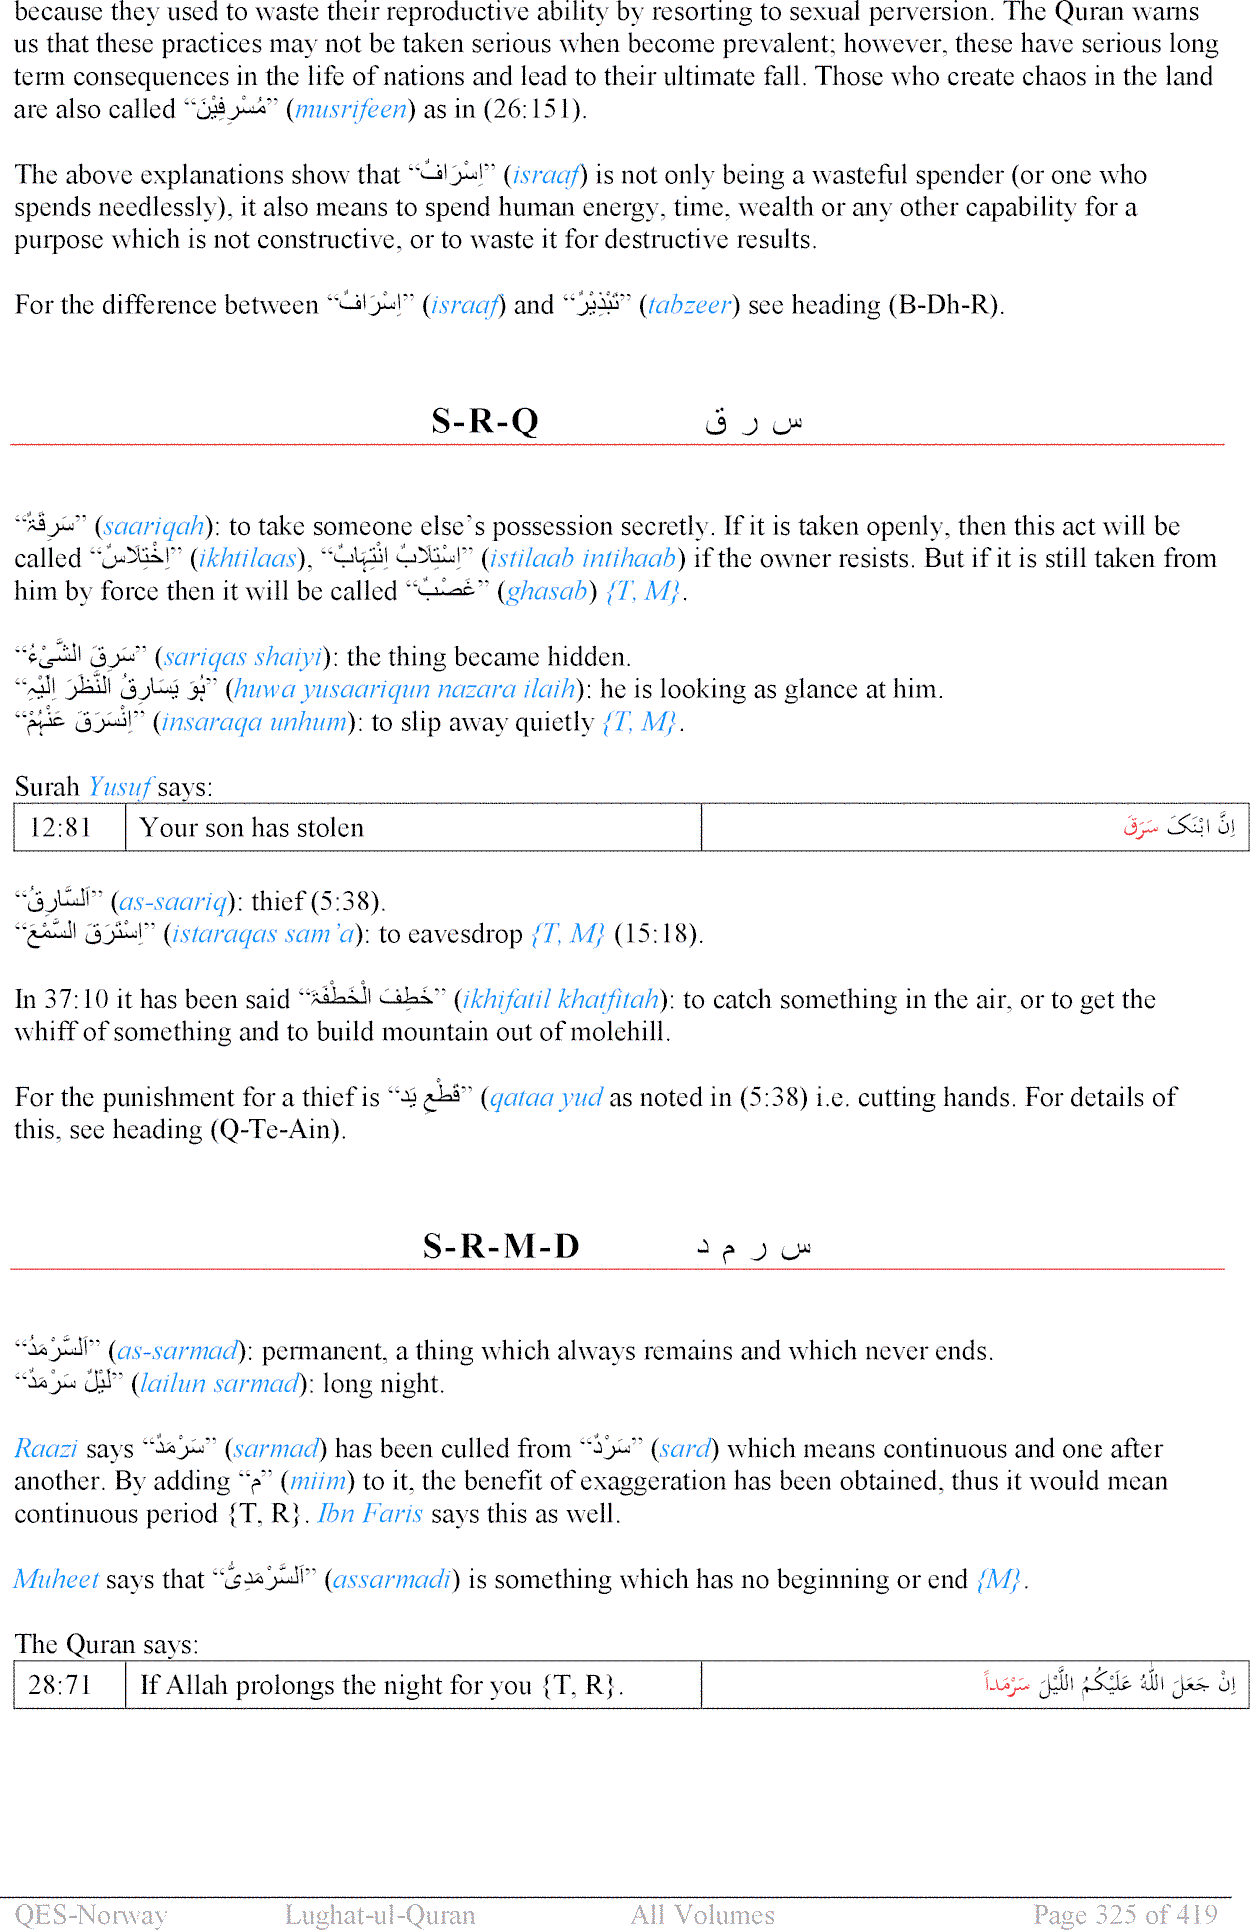 because they used to waste their reproductive ability by resorting to sexual perversion. The Quran warns
us that these practices may not be taken serious when become prevalent; however, these have serious long
term consequences in the life of nations and lead to their ultimate fall. Those who create chaos in the land
are also called “مُسْرِفِيْنَ” (musrifeen) as in (26:151).
The above explanations show that “اِسْرَافٌ” (israaf) is not only being a wasteful spender (or one who
spends needlessly), it also means to spend human energy, time, wealth or any other capability for a
purpose which is not constructive, or to waste it for destructive results.
For the difference between “اِسْرَافٌ” (israaf) and “تَبْذِيْرٌ” (tabzeer) see heading (B-Dh-R).
S-R-Q س ر ق
“سَرِقَۃٌ” (saariqah): to take someone else’s possession secretly. If it is taken openly, then this act will be
called “اِخْتِلَاسٌ” (ikhtilaas), “اِسْتِلَابٌ اِنْتِہَابٌ” (istilaab intihaab) if the owner resists. But if it is still taken from
him by force then it will be called “غَصْبٌ” (ghasab) {T, M}.
“سَرِقَ الشَّیْءُ” (sariqas shaiyi): the thing became hidden.
“ہُوَ یَسَارِقُ النَّظَرَ اِلَیْہِ” (huwa yusaariqun nazara ilaih): he is looking as glance at him.
“اِنْسَرَقَ عَنْہُمْ” (insaraqa unhum): to slip away quietly {T, M}.
Surah Yusuf says:
12:81 Your son has stolen اِنَّ ابْنَکَ سَرَقَ
“اَلسَّارِقُ” (as-saariq): thief (5:38).
“اِسْتَرَقَ السَّمْعَ” (istaraqas sam’a): to eavesdrop {T, M} (15:18).
In 37:10 it has been said “خَطِفَ الْخَطْفَۃَ” (ikhifatil khatfitah): to catch something in the air, or to get the
whiff of something and to build mountain out of molehill.
For the punishment for a thief is “قَطْعِ یَد” (qataa yud as noted in (5:38) i.e. cutting hands. For details of
this, see heading (Q-Te-Ain).
S-R-M-D س ر م د
“اَلسَّرْمَدُ” (as-sarmad): permanent, a thing which always remains and which never ends.
“لَیْلٌ سَرْمَدٌ” (lailun sarmad): long night.
Raazi says “سَرْمَدٌ” (sarmad) has been culled from “سَرْدٌ” (sard) which means continuous and one after
another. By adding “م” (miim) to it, the benefit of exaggeration has been obtained, thus it would mean
continuous period {T, R}. Ibn Faris says this as well.
Muheet says that “اَلسَّرْمَدِیُّ” (assarmadi) is something which has no beginning or end {M}.
The Quran says:
28:71 If Allah prolongs the night for you {T, R}. اِنْ جَعَلَ اللّٰہُ عَلَیْکُمُ اللَّیْلَ سَرْمَداً
QES-Norway Lughat-ul-Quran All Volumes Page 325 of 419